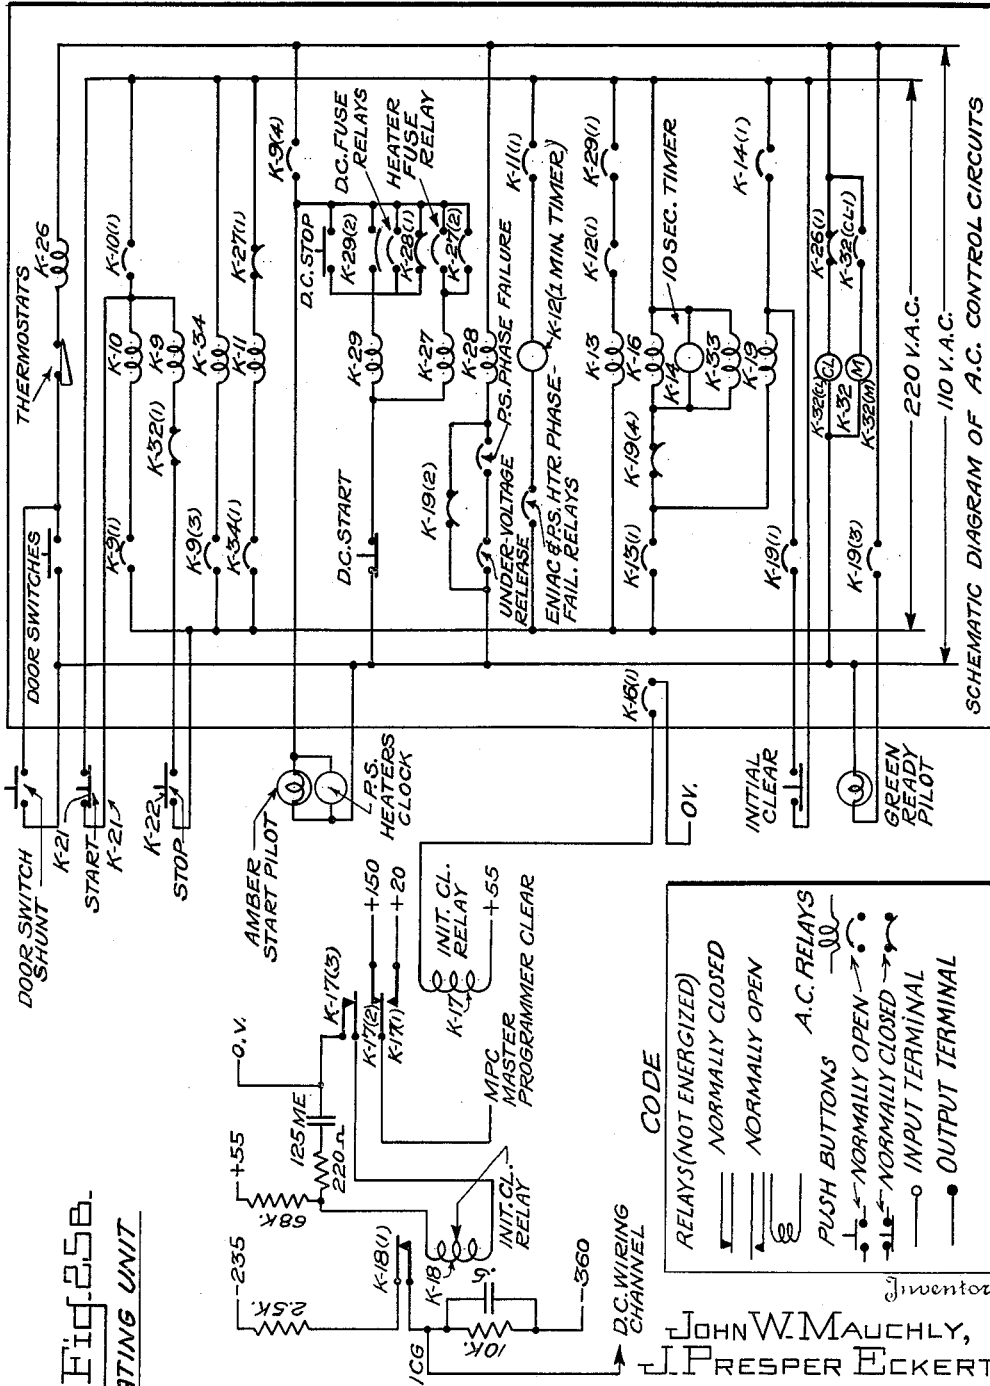 Fig. 25B.
ATING UNIT
DOOR SWITCH
SHUNT
K-21
START
K-21
K-22
STOP
DOOR SWITCHES
THERMOSTATS
K-26
K-9(1)
K-10
K-10(1)
K-32(1)
K-9
K-9(3)
K-34
K-34(1)
K-11
K-27(1)
K-9(4)
AMBER
START PILOT
P.S.
HEATERS
CLOCK
D.C. STOP
K-29(2)
D.C. FUSE
RELAYS
K-28(1)
HEATER
FUSE
RELAY
K-27(2)
D.C. START
K-29
K-27
K-19(2)
K-28
P.S. PHASE FAILURE
UNDER-VOLTAGE
RELEASE
K-11(1)
K-12 (1 MIN. TIMER)
ENIAC & P.S. HTR. PHASE-
FAIL. RELAYS
K-13
K-12(1)
K-29(1)
K-13(1)
K-19(4)
K-16
K-14
K-33
10 SEC. TIMER
K-19
K-14(1)
K-16(1)
O V.
INITIAL
CLEAR
K-19(1)
K-32(CL)
CL
K-32
M
K-32(M)
K-26(1)
K-32(CL-1)
K-19(3)
GREEN
READY
PILOT
220 V.A.C.
110 V.A.C.
SCHEMATIC DIAGRAM OF A.C. CONTROL CIRCUITS
O.V.
K-17(3)
+150
K-17(2)
+20
K-17(1)
INIT. CL.
RELAY
K-17
+55
MPC
MASTER
PROGRAMMER CLEAR
125 MF
220 Ω
+55
68K.
-235
2.5K.
K-18(1)
K-18
INIT. CL.
RELAY
.5
10K.
-360
ICG
D.C. WIRING
CHANNEL
CODE
RELAYS (NOT ENERGIZED)
NORMALLY CLOSED
NORMALLY OPEN
A.C. RELAYS
PUSH BUTTONS
NORMALLY OPEN
NORMALLY CLOSED
INPUT TERMINAL
OUTPUT TERMINAL
Inventor
JOHN W. MAUCHLY,
J. PRESPER ECKERT